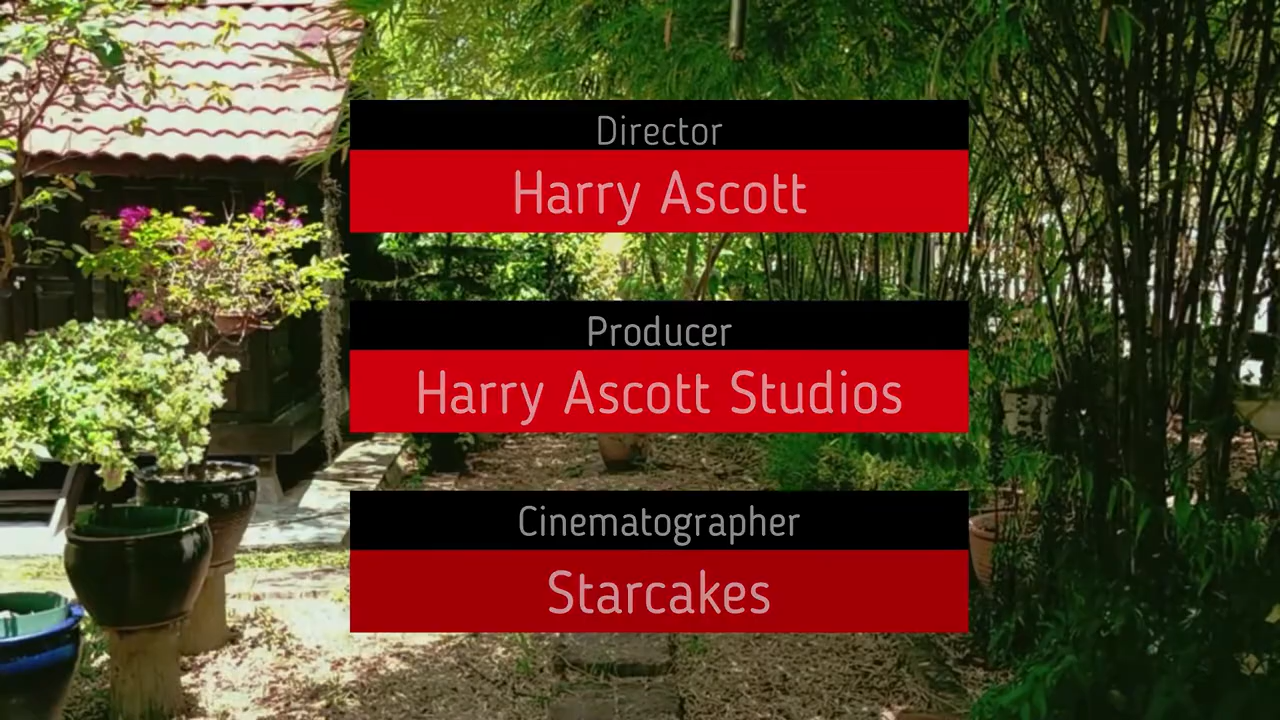 Director
Harry Ascott
Producer
Harry Ascott Studios
Cinematographer
Starcakes